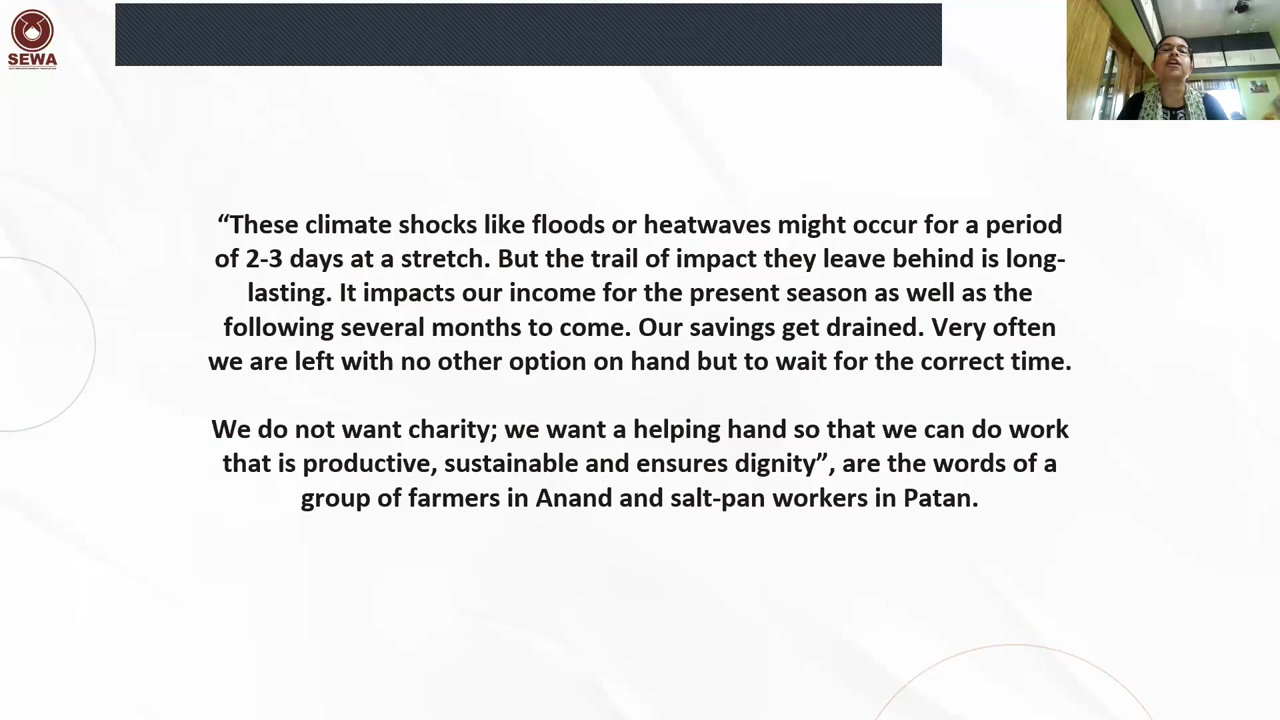 SEWA
“These climate shocks like floods or heatwaves might occur for a period
of 2-3 days at a stretch. But the trail of impact they leave behind is long-
lasting. It impacts our income for the present season as well as the
following several months to come. Our savings get drained. Very often
we are left with no other option on hand but to wait for the correct time.
We do not want charity; we want a helping hand so that we can do work
that is productive, sustainable and ensures dignity”, are the words of a
group of farmers in Anand and salt-pan workers in Patan.